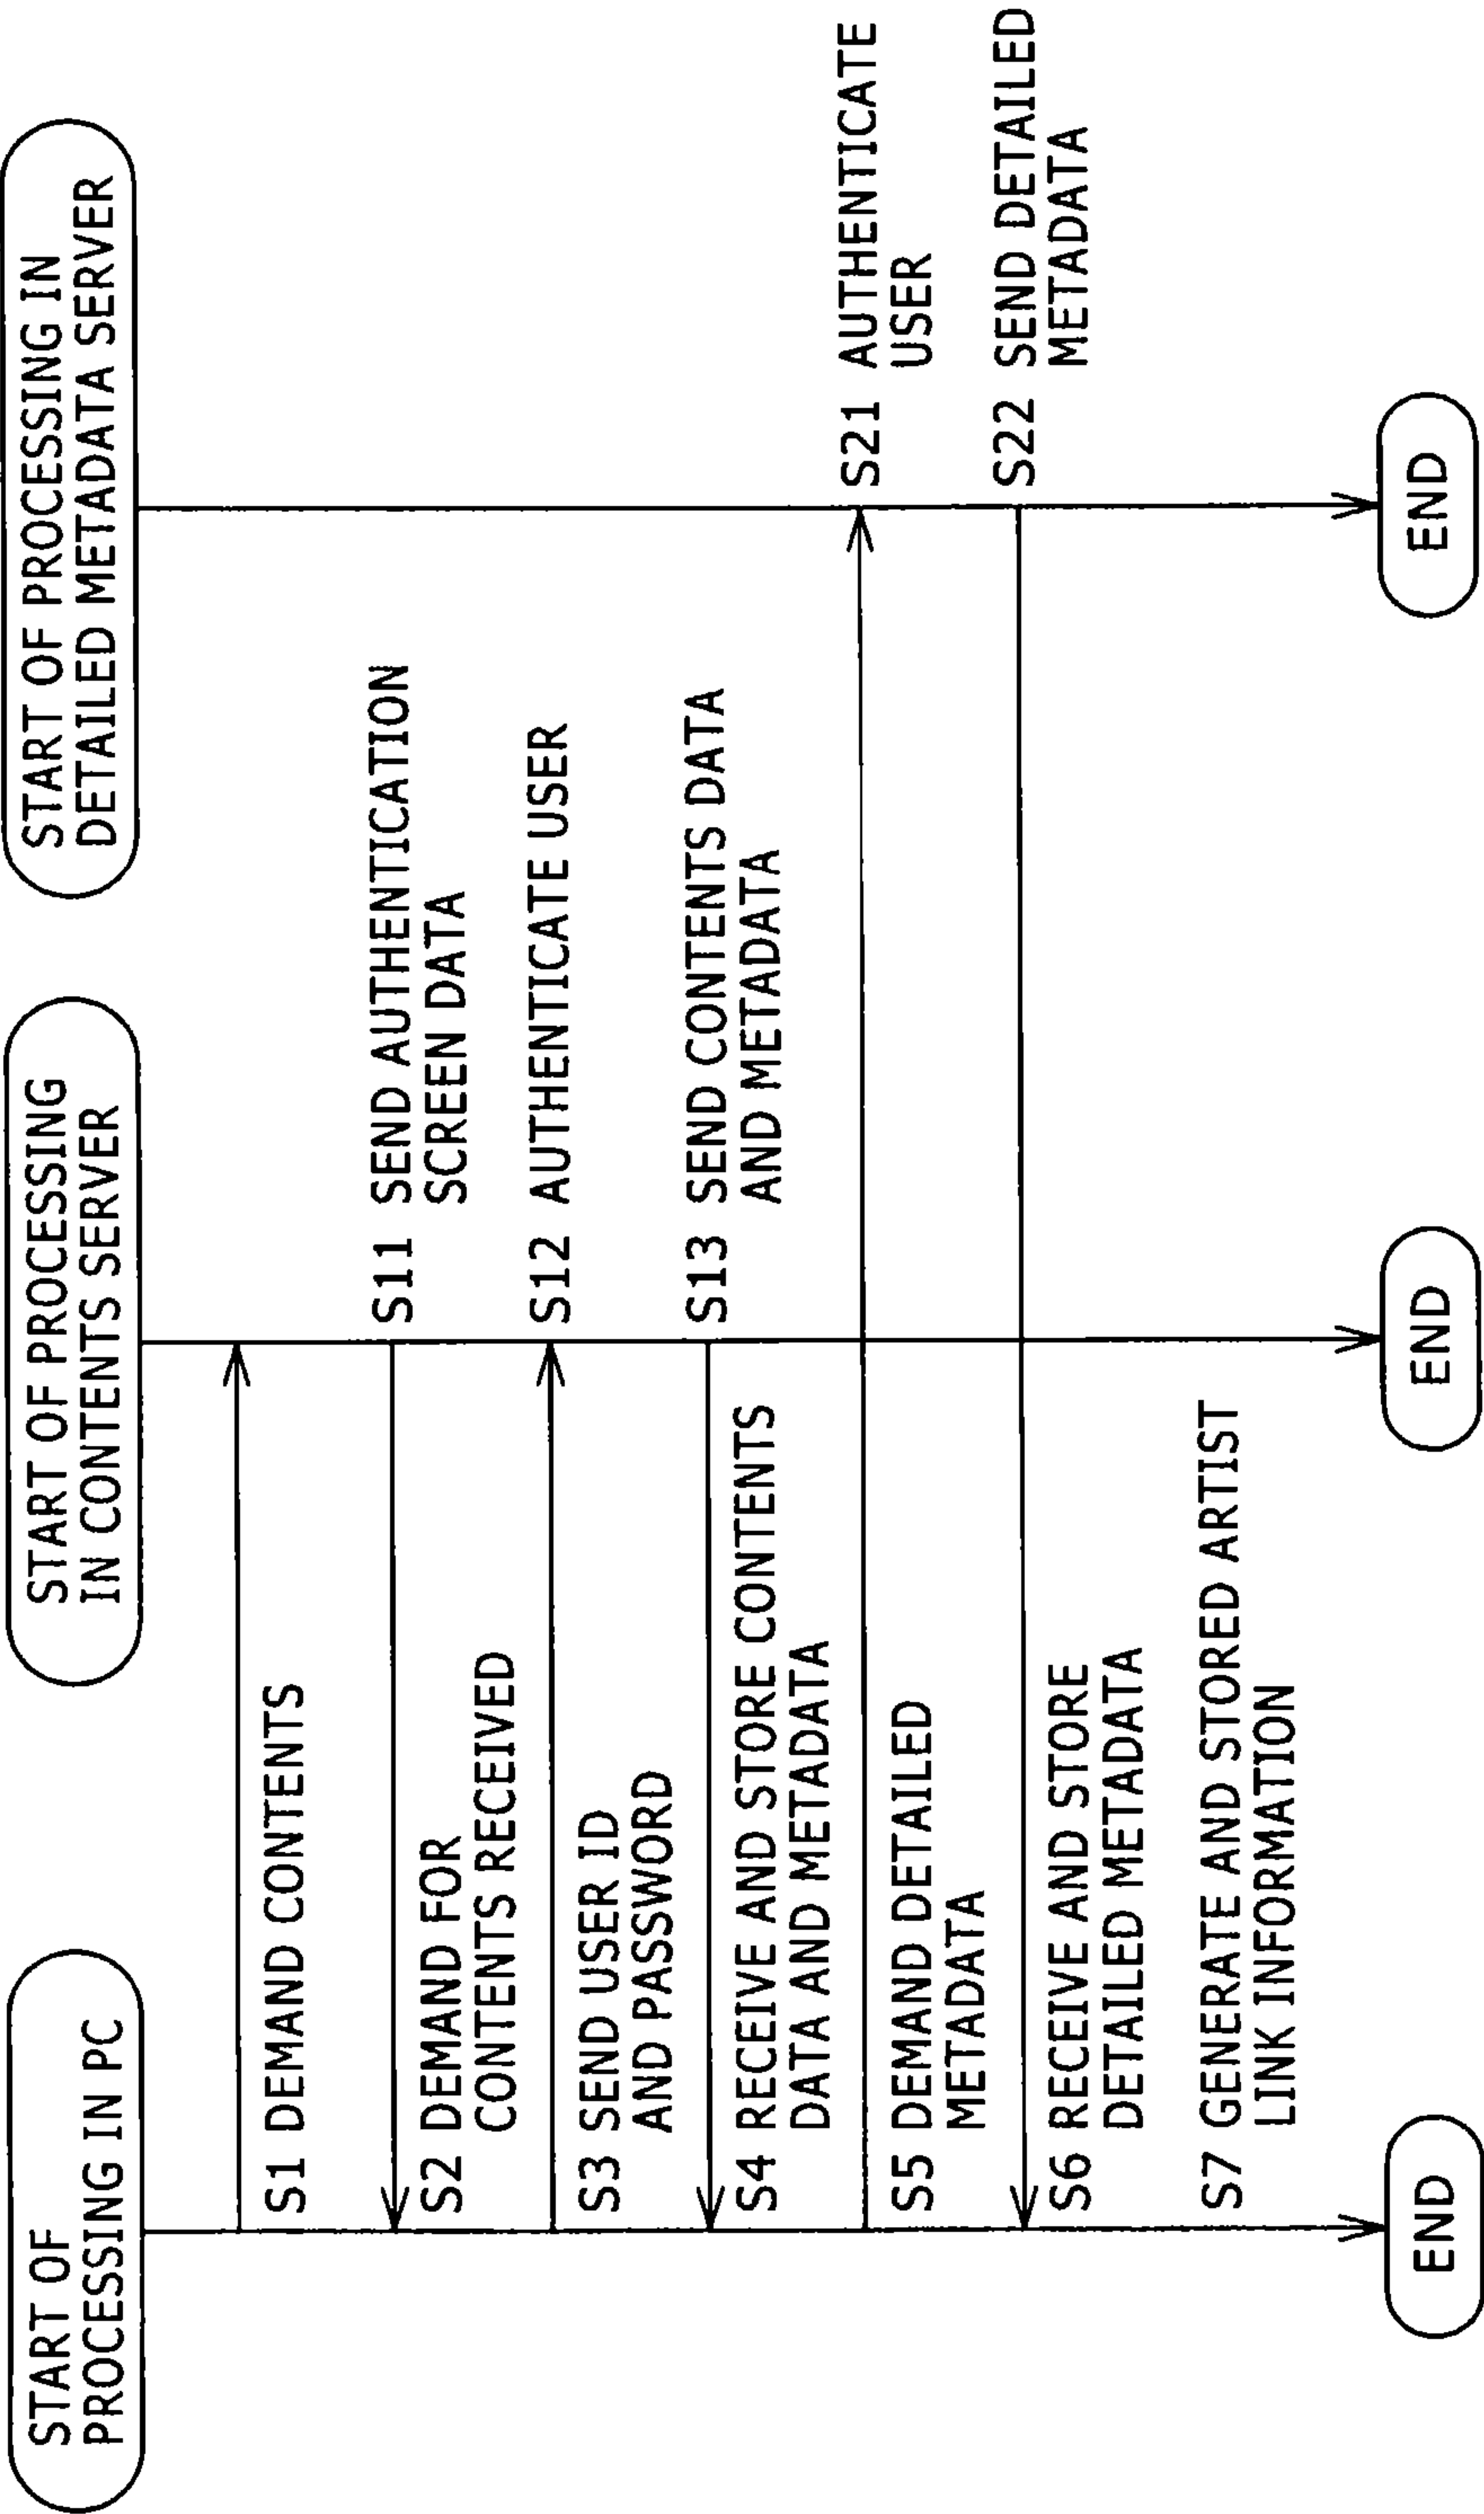 START OF
PROCESSING IN PC
START OF PROCESSING
IN CONTENTS SERVER
START OF PROCESSING IN
DETAILED METADATA SERVER
S1 DEMAND CONTENTS
S11 SEND AUTHENTICATION
SCREEN DATA
S2 DEMAND FOR
CONTENTS RECEIVED
S12 AUTHENTICATE USER
S3 SEND USER ID
AND PASSWORD
S13 SEND CONTENTS DATA
AND METADATA
S4 RECEIVE AND STORE CONTENTS
DATA AND METADATA
S21 AUTHENTICATE
USER
S5 DEMAND DETAILED
METADATA
S22 SEND DETAILED
METADATA
S6 RECEIVE AND STORE
DETAILED METADATA
S7 GENERATE AND STORED ARTIST
LINK INFORMATION
END
END
END